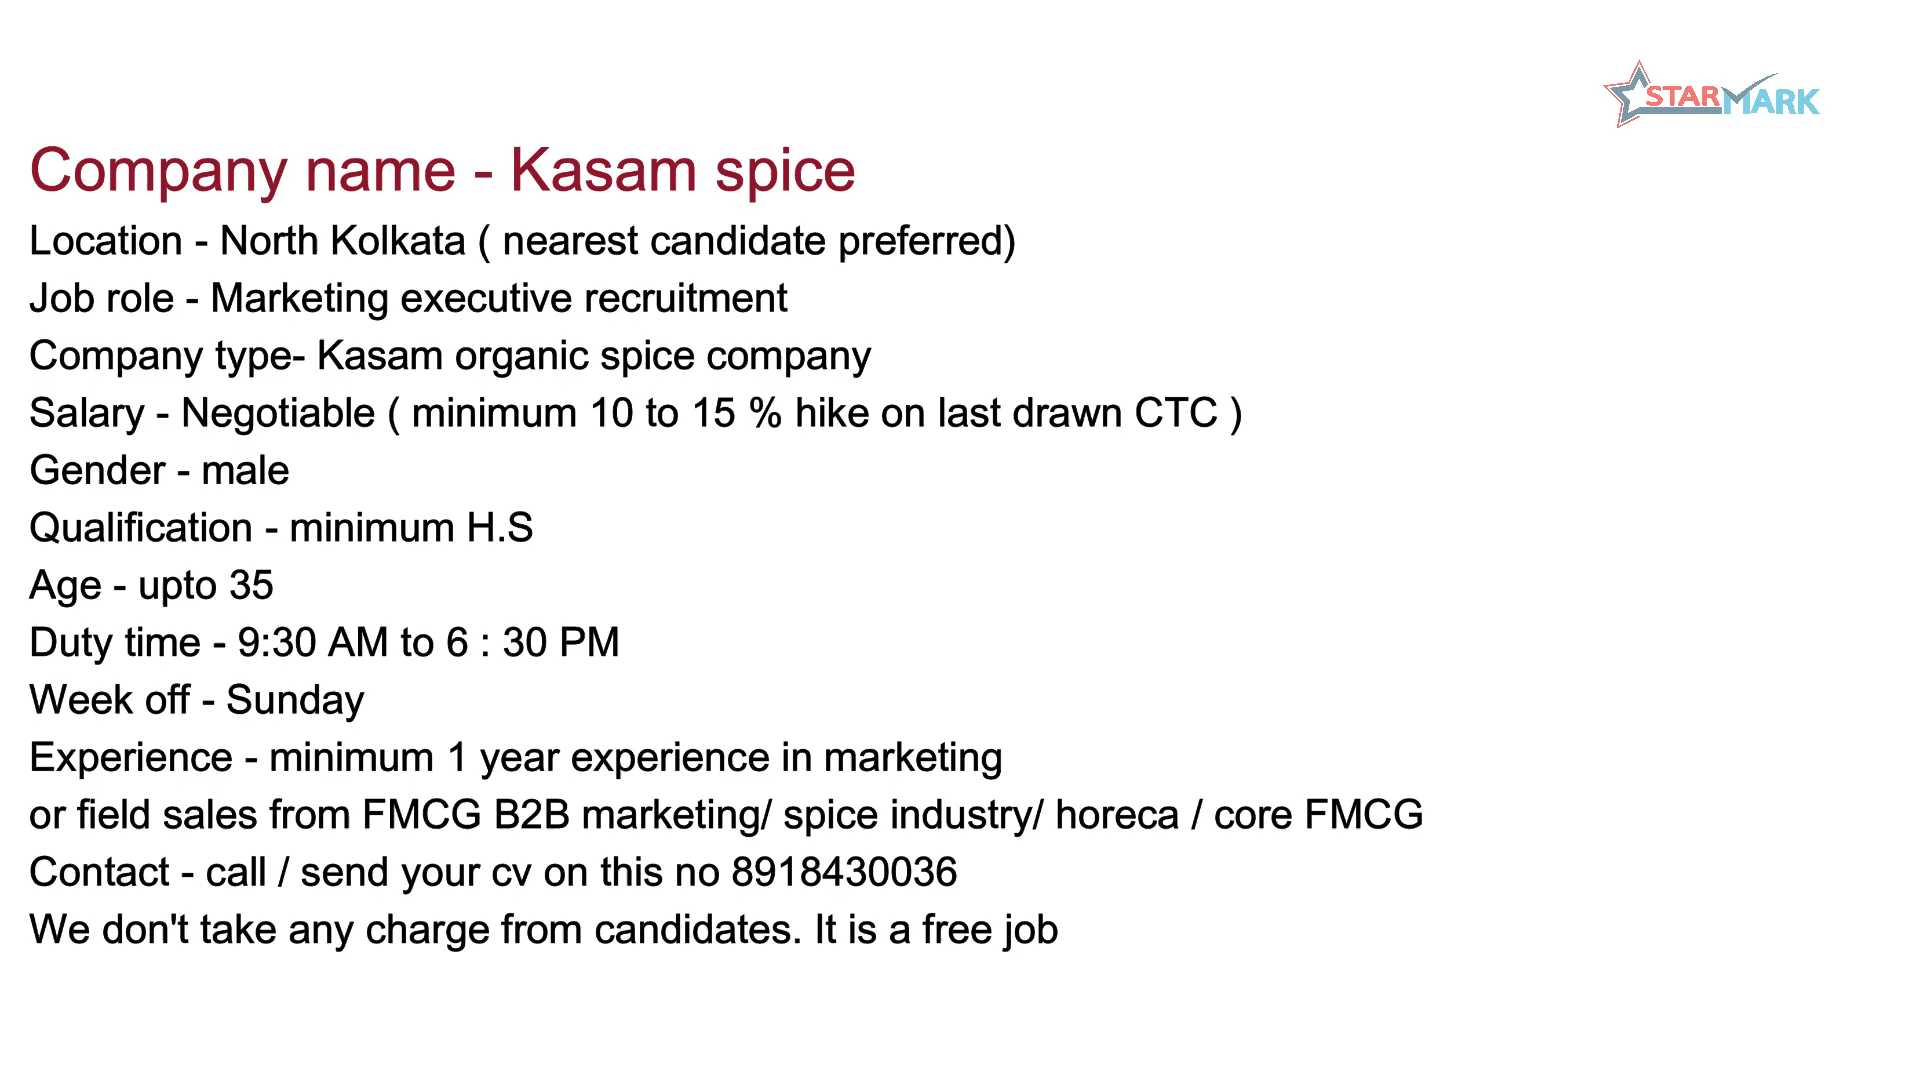 STARMARK
Company name - Kasam spice
Location - North Kolkata ( nearest candidate preferred)
Job role - Marketing executive recruitment
Company type- Kasam organic spice company
Salary - Negotiable ( minimum 10 to 15 % hike on last drawn CTC )
Gender - male
Qualification - minimum H.S
Age - upto 35
Duty time - 9:30 AM to 6 : 30 PM
Week off - Sunday
Experience - minimum 1 year experience in marketing
or field sales from FMCG B2B marketing/ spice industry/ horeca / core FMCG
Contact - call / send your cv on this no 8918430036
We don't take any charge from candidates. It is a free job